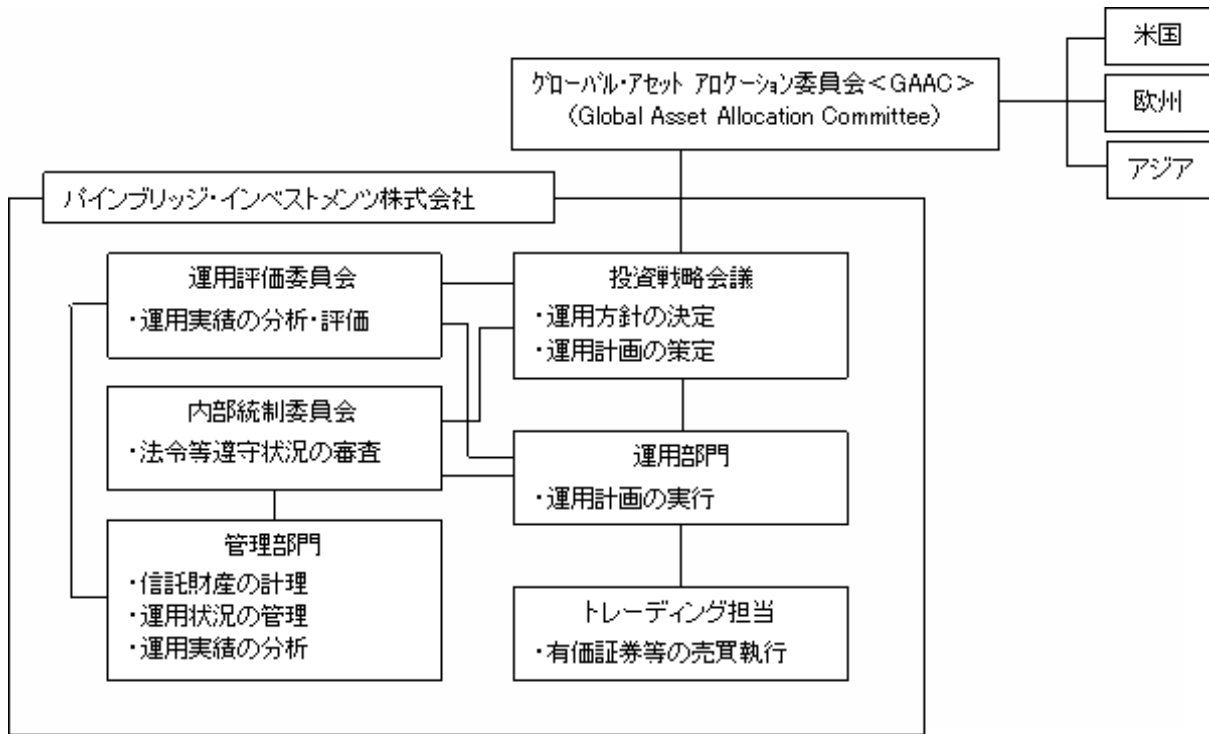 米国
グローバル・アセット アロケーション委員会<GAAC>
(Global Asset Allocation Committee)
欧州
アジア
パインブリッジ・インベストメンツ株式会社
運用評価委員会
・運用実績の分析・評価
投資戦略会議
・運用方針の決定
・運用計画の策定
内部統制委員会
・法令等遵守状況の審査
運用部門
・運用計画の実行
管理部門
・信託財産の計理
・運用状況の管理
・運用実績の分析
トレーディング担当
・有価証券等の売買執行